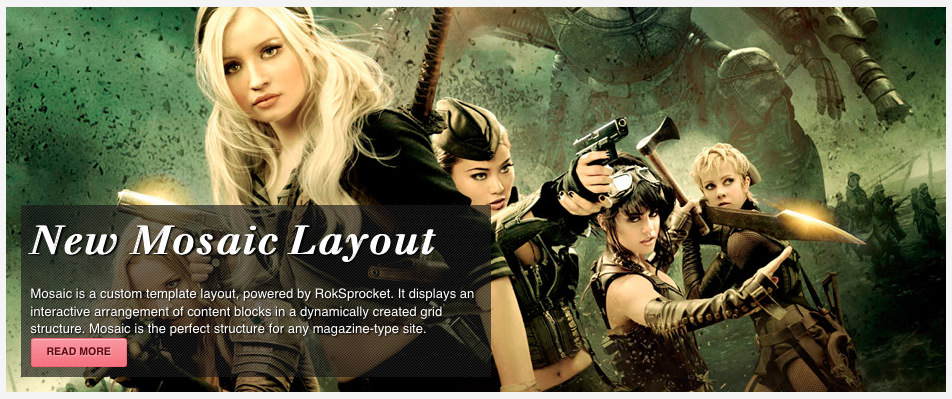 New Mosaic Layout
Mosaic is a custom template layout, powered by RokSprocket. It displays an
interactive arrangement of content blocks in a dynamically created grid
structure. Mosaic is the perfect structure for any magazine-type site.
READ MORE